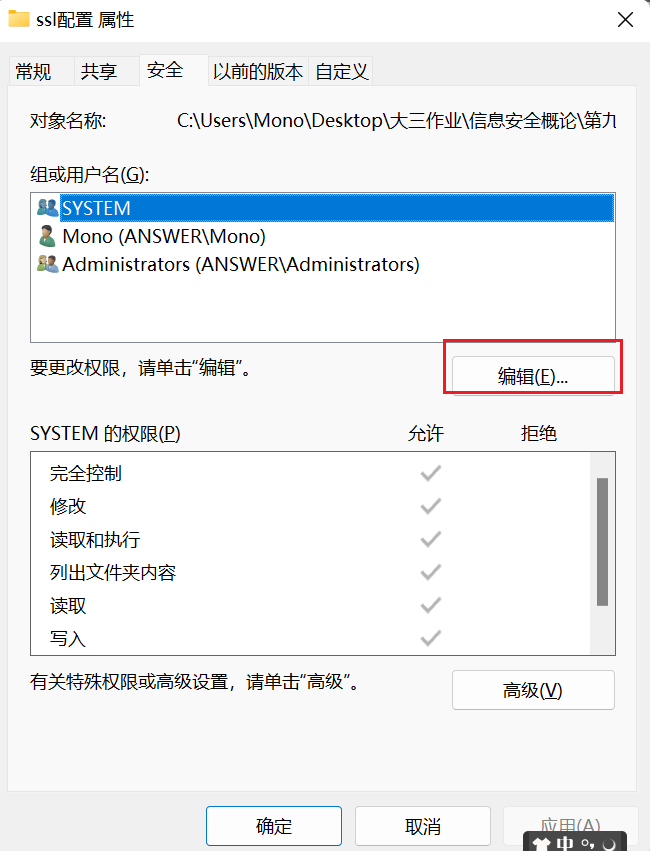 ssl配置 属性
常规 共享 安全 以前的版本 自定义
对象名称: C:\Users\Mono\Desktop\大三作业\信息安全概论\第九
组或用户名(G):
SYSTEM
Mono (ANSWER\Mono)
Administrators (ANSWER\Administrators)
要更改权限，请单击“编辑”。
编辑(E)...
SYSTEM 的权限(P) 允许 拒绝
完全控制
修改
读取和执行
列出文件夹内容
读取
写入
有关特殊权限或高级设置，请单击“高级”。
高级(V)
确定 取消 应用(A)
中